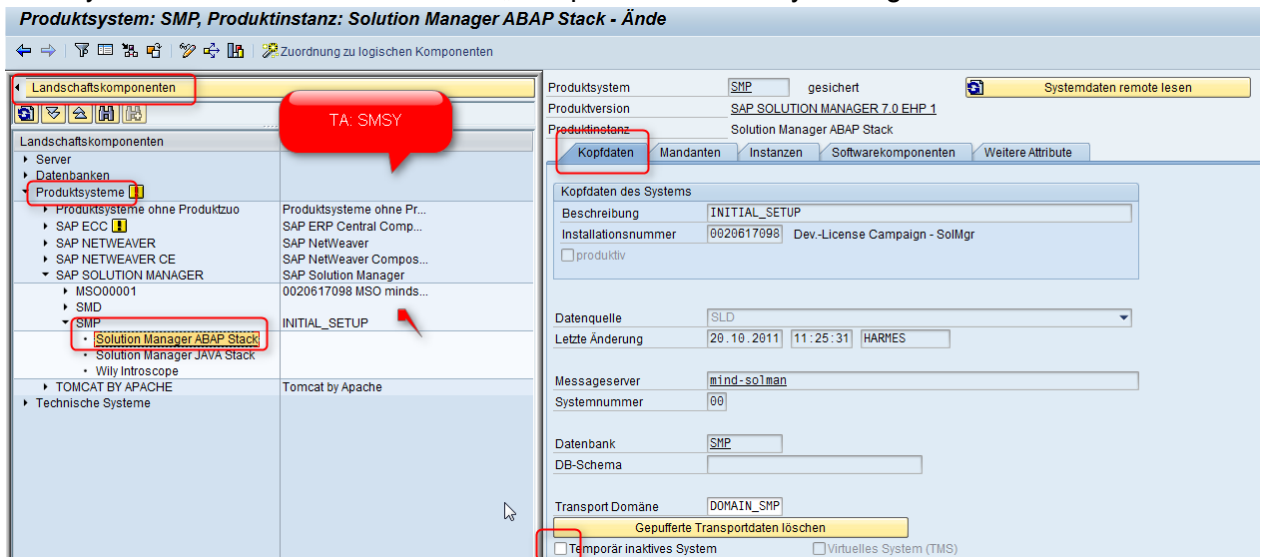 Produktsystem: SMP, Produktinstanz: Solution Manager ABAP Stack - Ände
Zuordnung zu logischen Komponenten
Landschaftskomponenten
TA: SMSY
Landschaftskomponenten
Server
Datenbanken
Produktsysteme
Produktsysteme ohne Produktzuo Produktsysteme ohne Pr...
SAP ECC SAP ERP Central Comp...
SAP NETWEAVER SAP NetWeaver
SAP NETWEAVER CE SAP NetWeaver Compos...
SAP SOLUTION MANAGER SAP Solution Manager
MSO00001 0020617098 MSO minds...
SMD
SMP INITIAL_SETUP
Solution Manager ABAP Stack
Solution Manager JAVA Stack
Wily Introscope
TOMCAT BY APACHE Tomcat by Apache
Technische Systeme
Produktsystem SMP gesichert Systemdaten remote lesen
Produktversion SAP SOLUTION MANAGER 7.0 EHP 1
Produktinstanz Solution Manager ABAP Stack
Kopfdaten Mandanten Instanzen Softwarekomponenten Weitere Attribute
Kopfdaten des Systems
Beschreibung INITIAL_SETUP
Installationsnummer 0020617098 Dev.-License Campaign - SolMgr
produktiv
Datenquelle SLD
Letzte Änderung 20.10.2011 11:25:31 HARMES
Messageserver mind-solman
Systemnummer 00
Datenbank SMP
DB-Schema
Transport Domäne DOMAIN_SMP
Gepufferte Transportdaten löschen
Temporär inaktives System Virtuelles System (TMS)